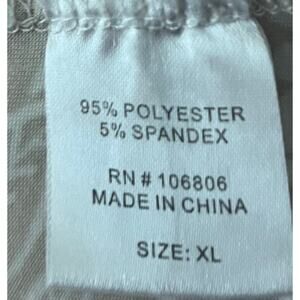 95% POLYESTER
5% SPANDEX
RN # 106806
MADE IN CHINA
SIZE: XL